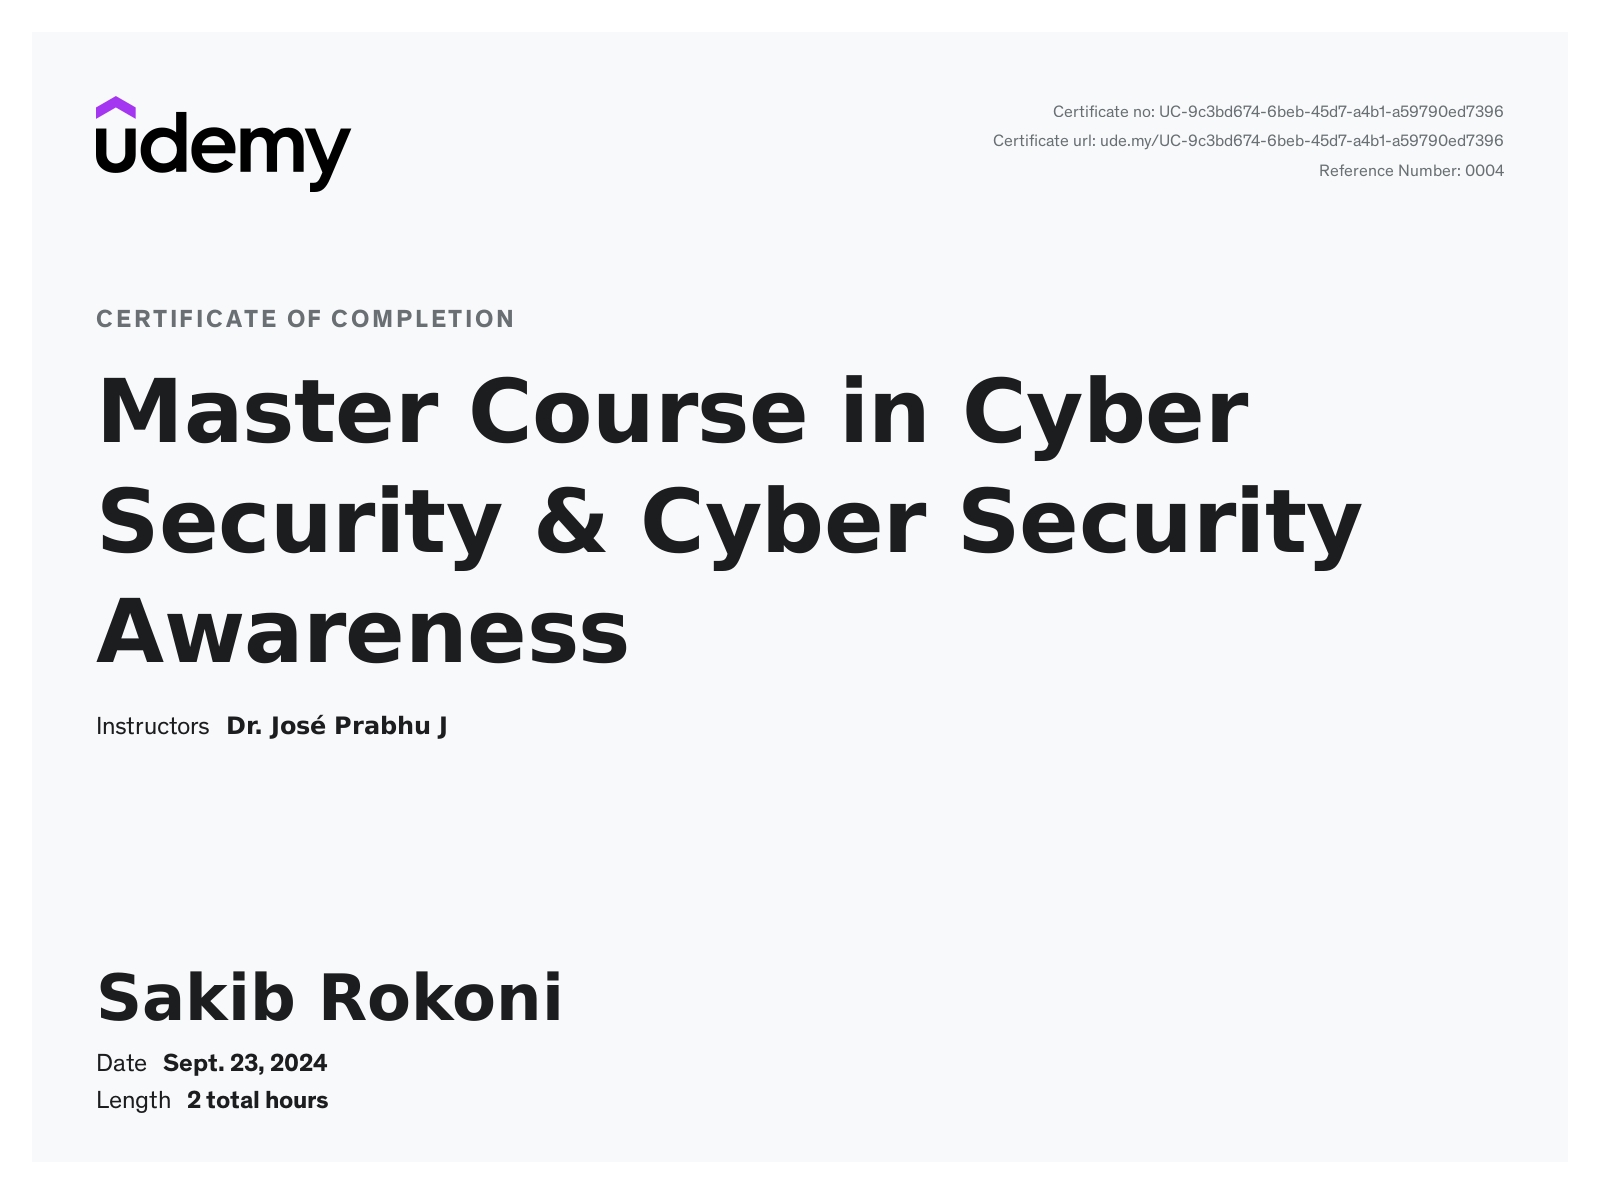 udemy
Certificate no: UC-9c3bd674-6beb-45d7-a4b1-a59790ed7396
Certificate url: ude.my/UC-9c3bd674-6beb-45d7-a4b1-a59790ed7396
Reference Number: 0004
CERTIFICATE OF COMPLETION
Master Course in Cyber
Security & Cyber Security
Awareness
Instructors Dr. José Prabhu J
Sakib Rokoni
Date Sept. 23, 2024
Length 2 total hours